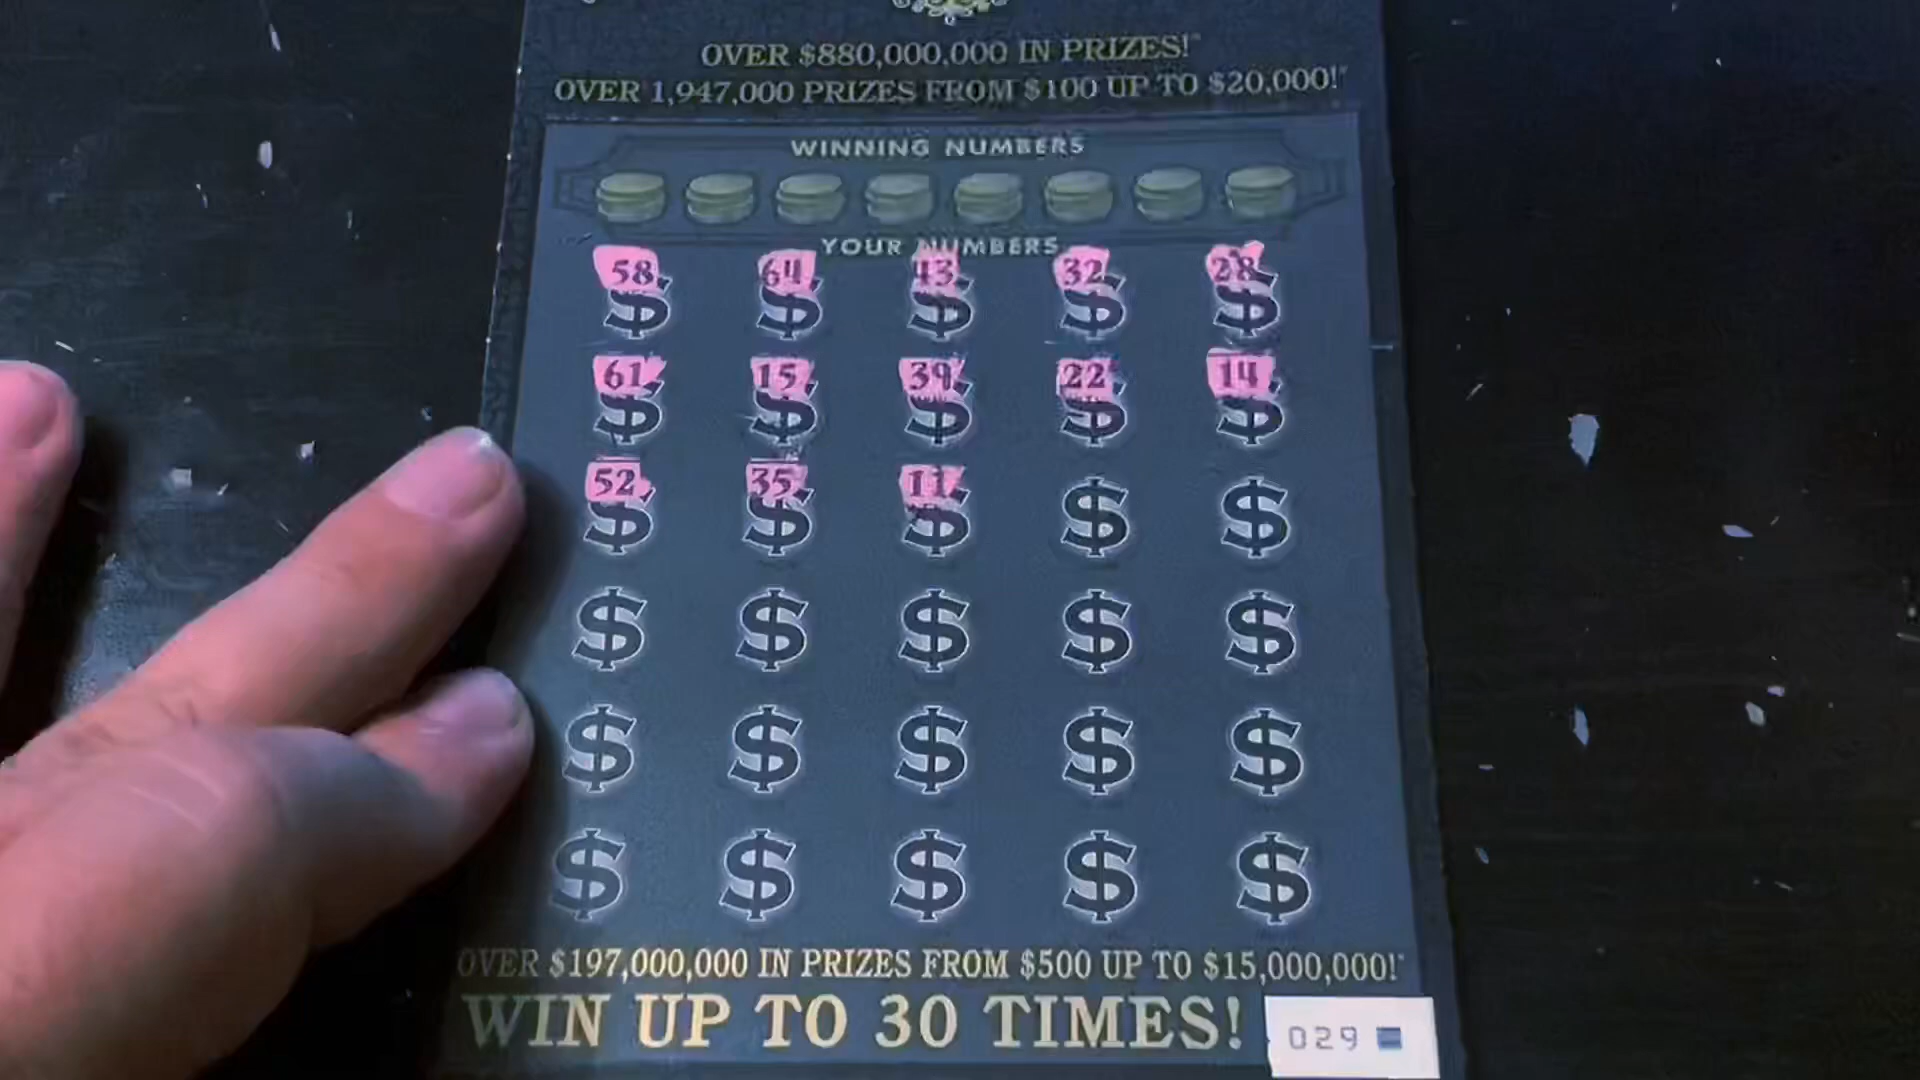 OVER $880,000,000 IN PRIZES!
OVER 1,947,000 PRIZES FROM $100 UP TO $20,000!
WINNING NUMBERS
YOUR NUMBERS
58 64 43 32 28
$ $ $ $ $
61 15 39 22 14
$ $ $ $ $
52 35 11
$ $ $ $ $
$ $ $ $ $
$ $ $ $ $
$ $ $ $ $
OVER $197,000,000 IN PRIZES FROM $500 UP TO $15,000,000!
WIN UP TO 30 TIMES!
029